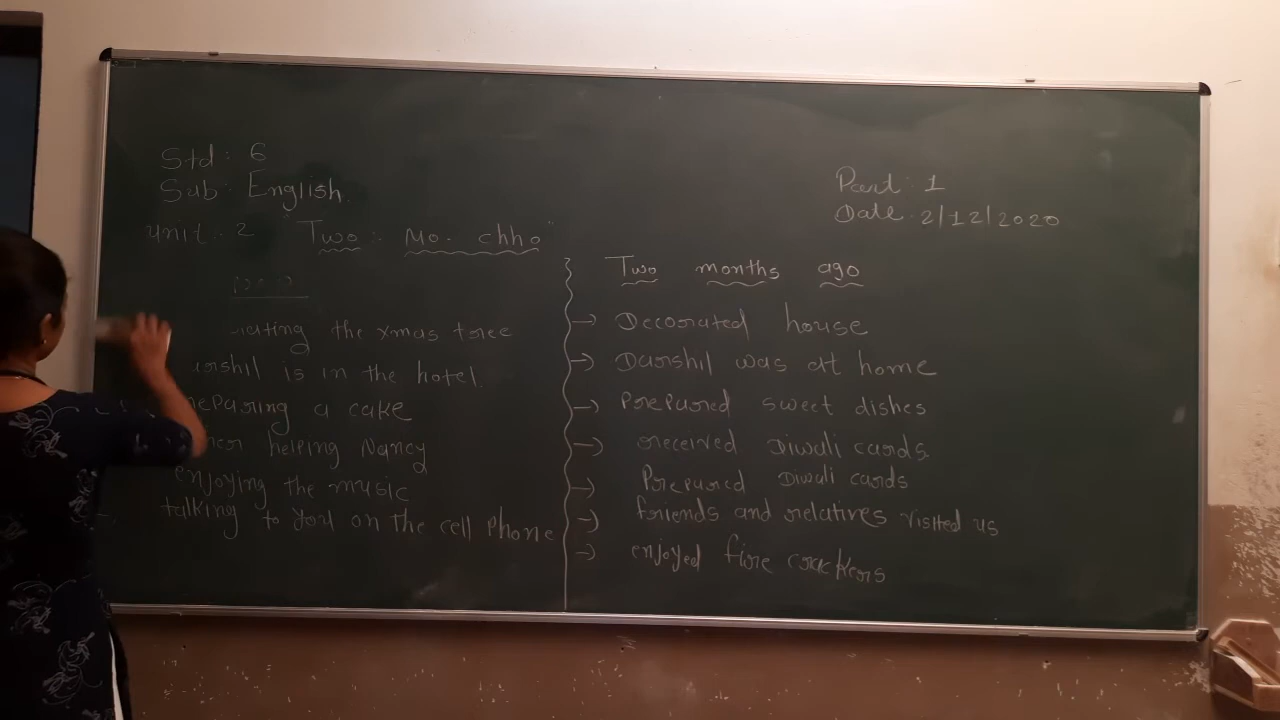 Std : 6
Sub : English.
unit : 2 "Two : Mo. chho"
Part : 1
Date 2/12/2020
the xmas tree
is in the hotel.
a cake
helping Nancy
enjoying the music
talking to you on the cell phone
Two months ago
→ Decorated house
→ Darshil was at home
→ Prepared sweet dishes
→ received Diwali cards
→ Prepared Diwali cards
→ friends and relatives visited us
→ enjoyed fire crackers